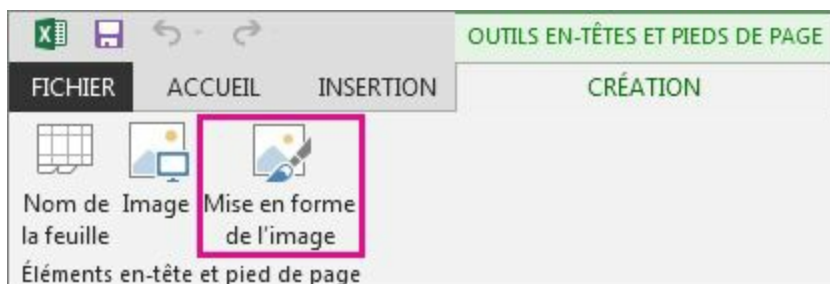 OUTILS EN-TÊTES ET PIEDS DE PAGE
FICHIER ACCUEIL INSERTION CRÉATION
Nom de la feuille
Image
Mise en forme de l'image
Éléments en-tête et pied de page